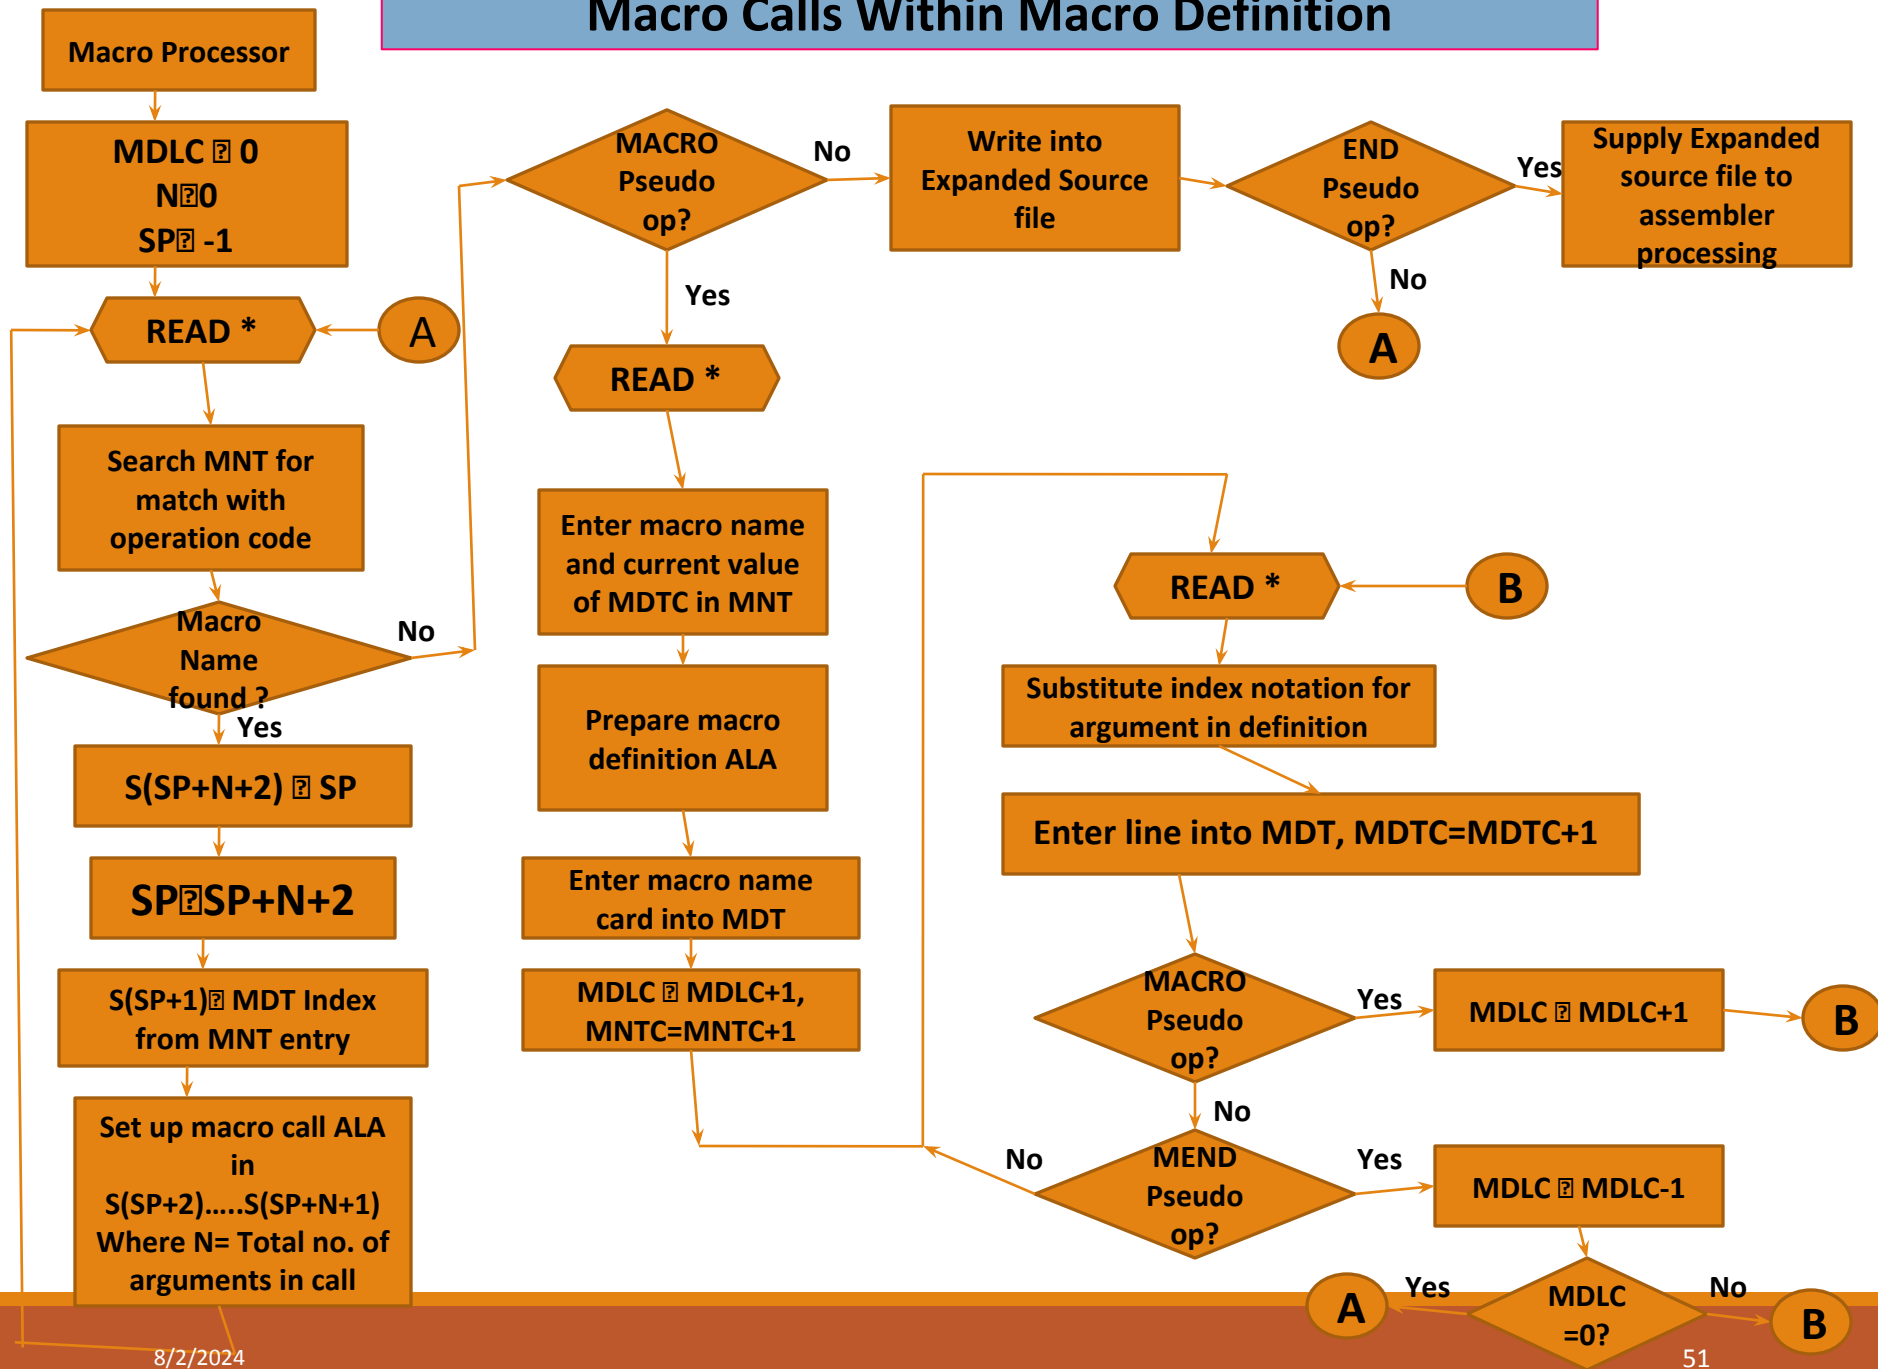 Macro Calls Within Macro Definition
Macro Processor
MDLC 🡨 0
N🡨0
SP🡨 -1
READ *
A
Search MNT for
match with
operation code
Macro
Name
found ?
No
Yes
S(SP+N+2) 🡨 SP
SP🡨SP+N+2
S(SP+1)🡨 MDT Index
from MNT entry
Set up macro call ALA
in
S(SP+2).....S(SP+N+1)
Where N= Total no. of
arguments in call
MACRO
Pseudo
op?
No
Yes
Write into
Expanded Source
file
END
Pseudo
op?
Yes
No
Supply Expanded
source file to
assembler
processing
A
READ *
Enter macro name
and current value
of MDTC in MNT
Prepare macro
definition ALA
Enter macro name
card into MDT
MDLC 🡨 MDLC+1,
MNTC=MNTC+1
READ *
B
Substitute index notation for
argument in definition
Enter line into MDT, MDTC=MDTC+1
MACRO
Pseudo
op?
Yes
MDLC 🡨 MDLC+1
B
No
MEND
Pseudo
op?
No
Yes
MDLC 🡨 MDLC-1
MDLC
=0?
Yes
A
No
B
8/2/2024
51